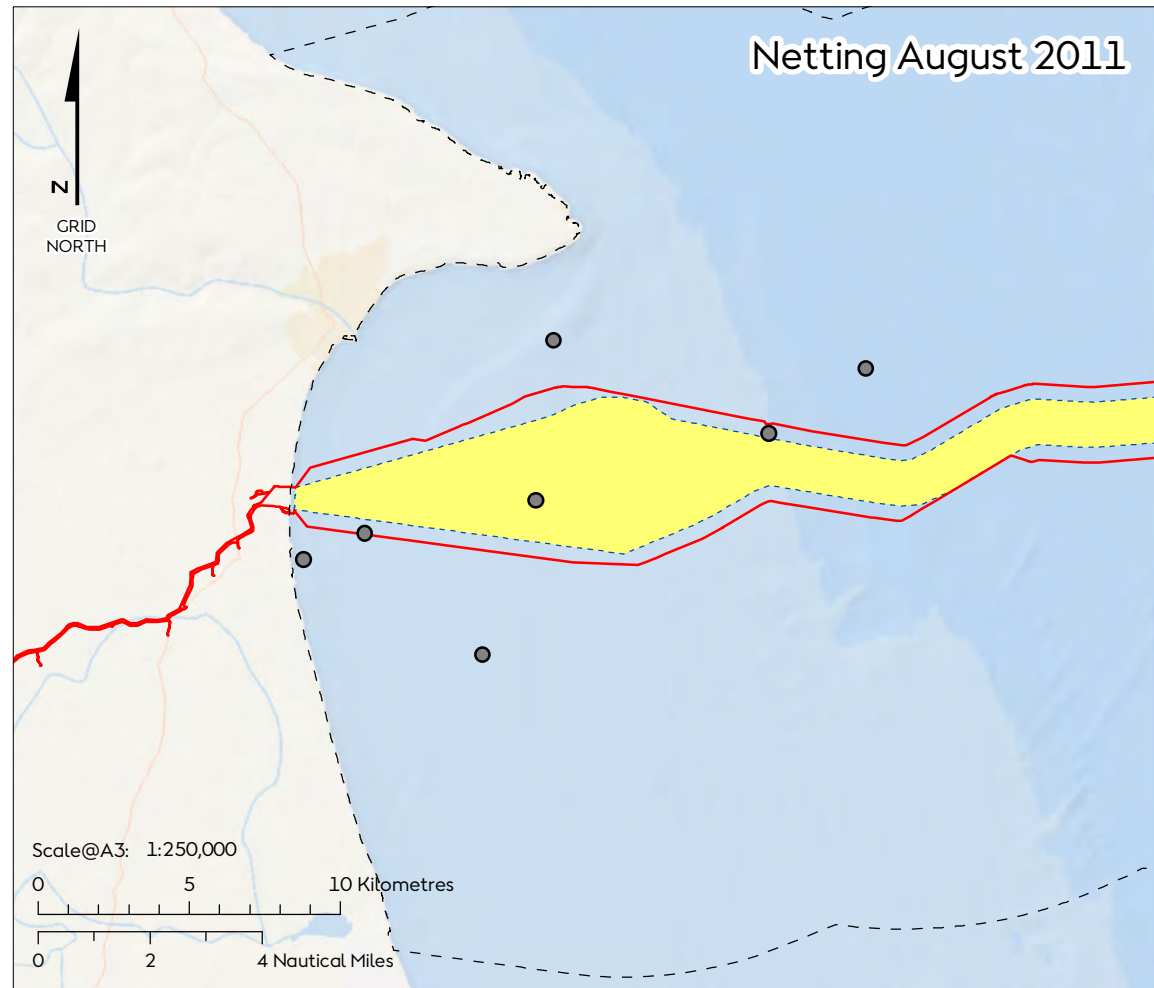 Netting August 2011
N
GRID
NORTH
Scale@A3: 1:250,000
0 5 10 Kilometres
0 2 4 Nautical Miles